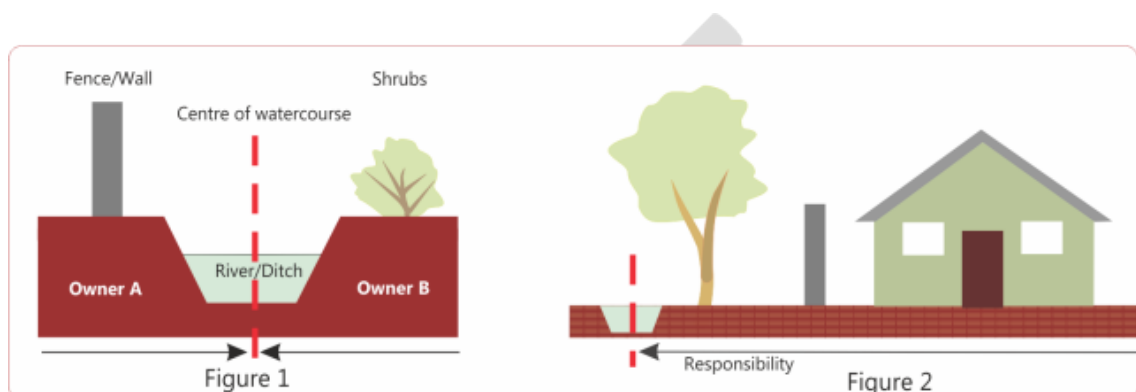 Fence/Wall
Shrubs
Centre of watercourse
River/Ditch
Owner A
Owner B
Figure 1
Responsibility
Figure 2